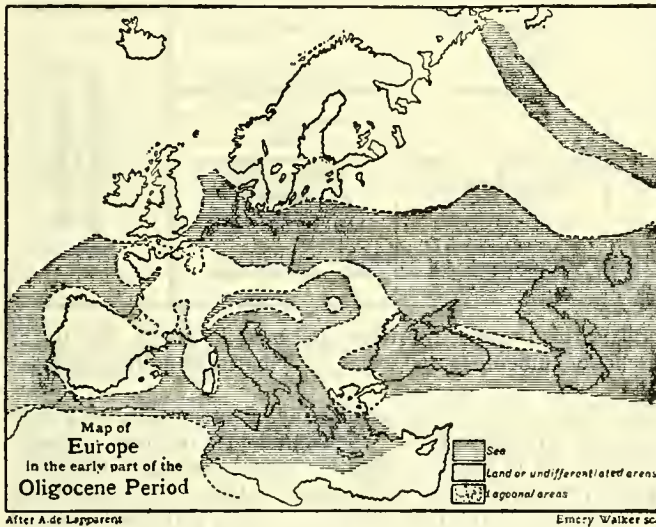 Map of
Europe
in the early part of the
Oligocene Period
Sea
Land or undifferentiated areas
Lagoonal areas
After A.de Lapparent
Emery Walker sc